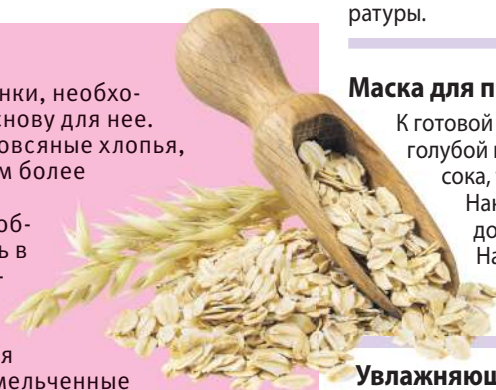 нки, необхо-
снову для нее.
овсяные хлопья,
м более
об-
ь в
-
я
мельченные
ратуры.
Маска для п
К готовой
голубой
сока,
На
до
На
Увлажняющ